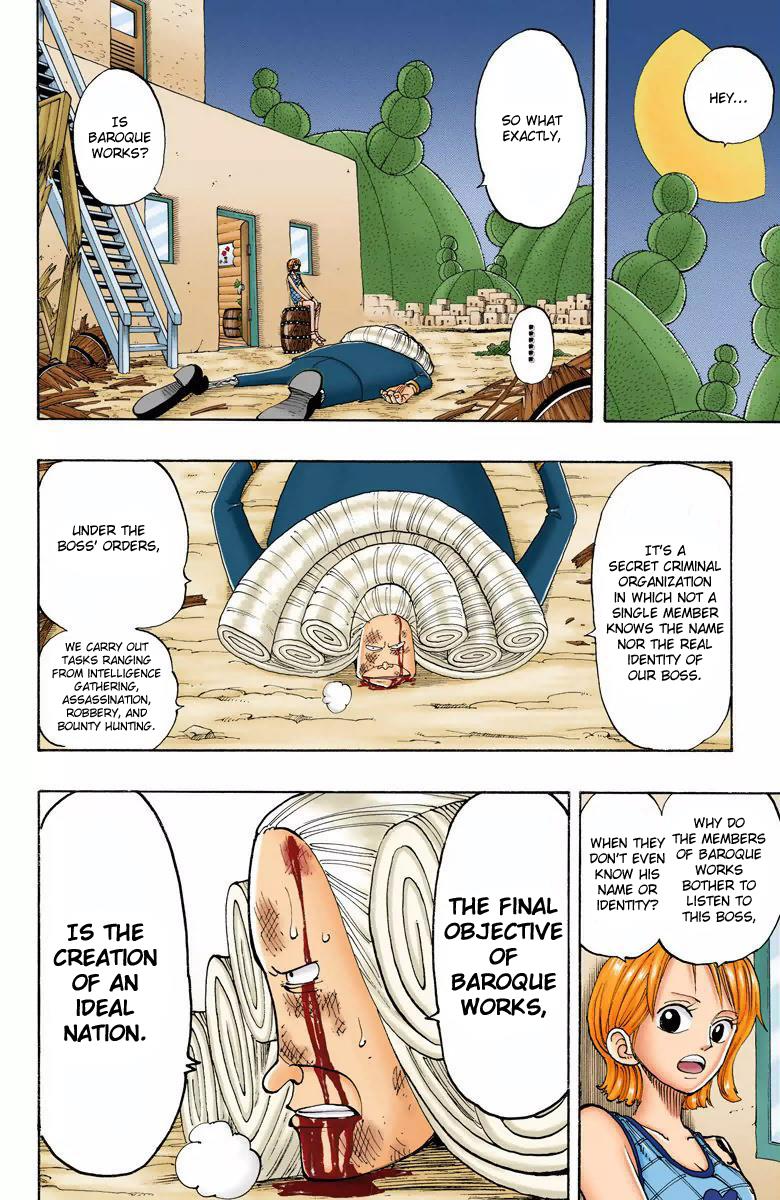 HEY...
SO WHAT
EXACTLY,
IS
BAROQUE
WORKS?
......
IT'S A
SECRET CRIMINAL
ORGANIZATION
IN WHICH NOT A
SINGLE MEMBER
KNOWS THE NAME
NOR THE REAL
IDENTITY OF
OUR BOSS.
UNDER THE
BOSS' ORDERS,
WE CARRY OUT
TASKS RANGING
FROM INTELLIGENCE
GATHERING,
ASSASSINATION,
ROBBERY, AND
BOUNTY HUNTING.
WHY DO
THE MEMBERS
OF BAROQUE
WORKS
BOTHER TO
LISTEN TO
THIS BOSS,
WHEN THEY
DON'T EVEN
KNOW HIS
NAME OR
IDENTITY?
THE FINAL
OBJECTIVE
OF
BAROQUE
WORKS,
IS THE
CREATION
OF AN
IDEAL
NATION.